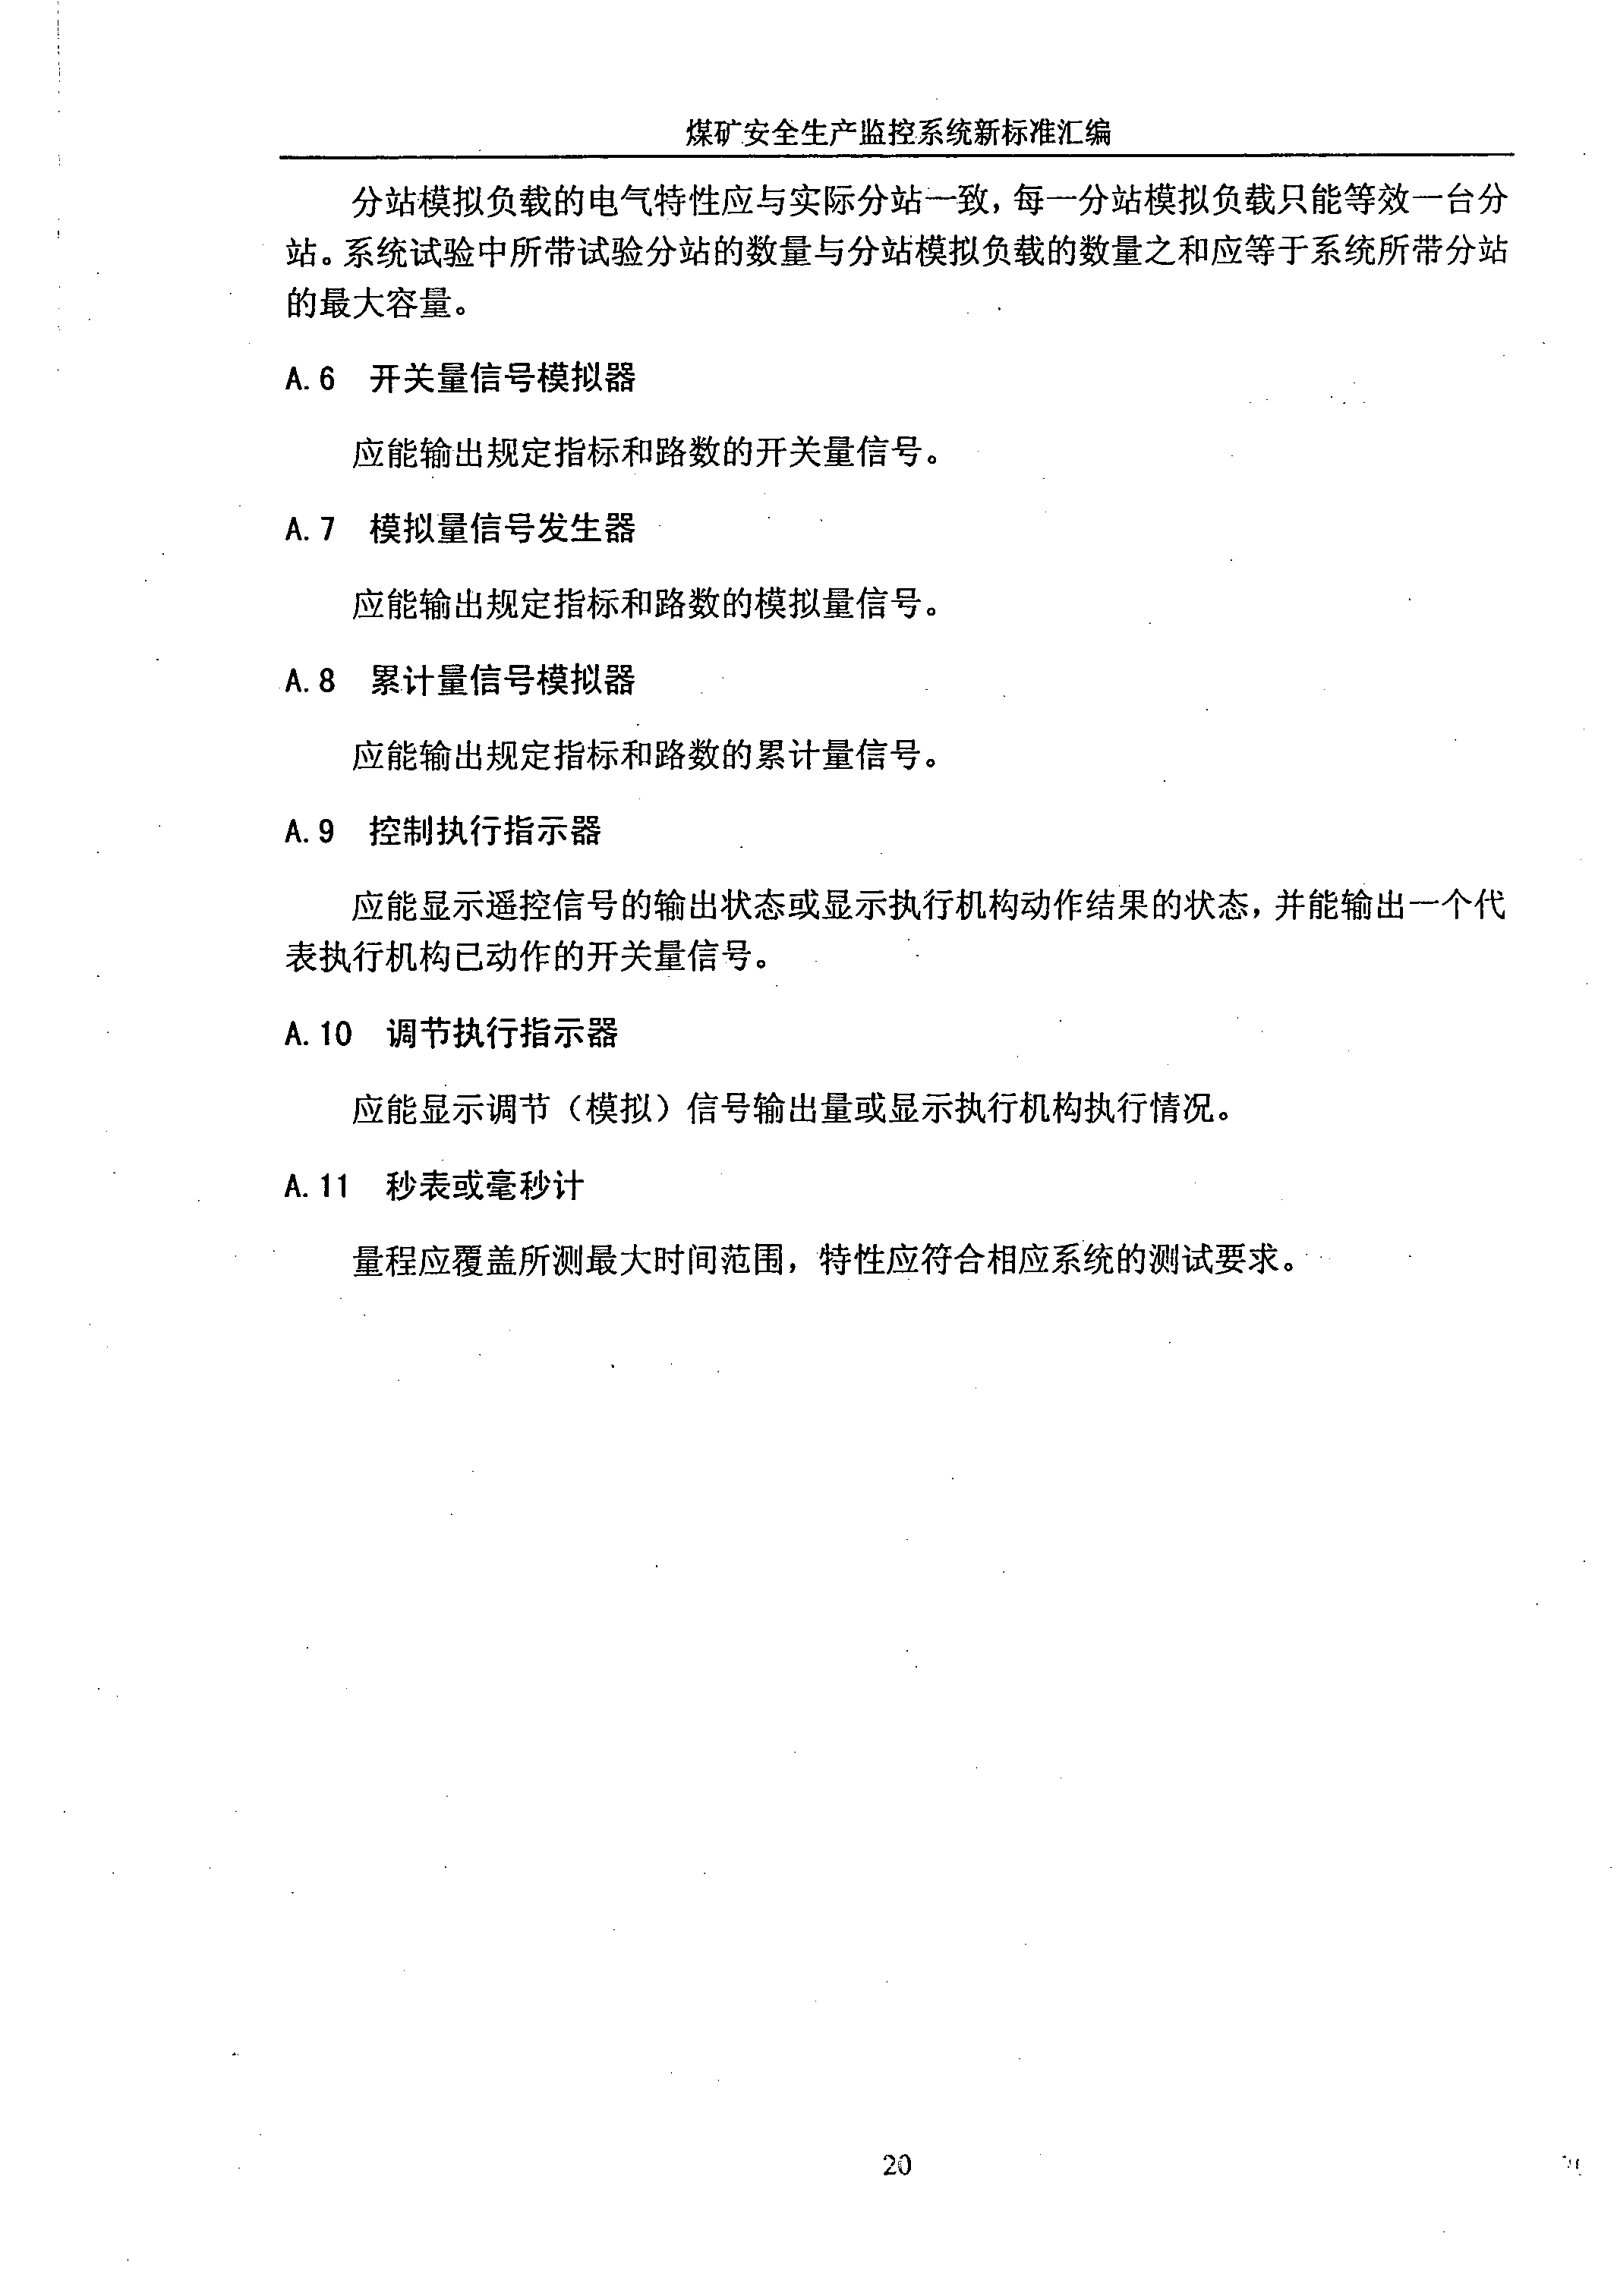 煤矿安全生产监控系统新标准汇编
分站模拟负载的电气特性应与实际分站一致，每一分站模拟负载只能等效一台分
站。系统试验中所带试验分站的数量与分站模拟负载的数量之和应等于系统所带分站
的最大容量。
A.6 开关量信号模拟器
应能输出规定指标和路数的开关量信号。
A.7 模拟量信号发生器
应能输出规定指标和路数的模拟量信号。
A.8 累计量信号模拟器
应能输出规定指标和路数的累计量信号。
A.9 控制执行指示器
应能显示遥控信号的输出状态或显示执行机构动作结果的状态，并能输出一个代
表执行机构已动作的开关量信号。
A.10 调节执行指示器
应能显示调节（模拟）信号输出量或显示执行机构执行情况。
A.11 秒表或毫秒计
量程应覆盖所测最大时间范围，特性应符合相应系统的测试要求。
20